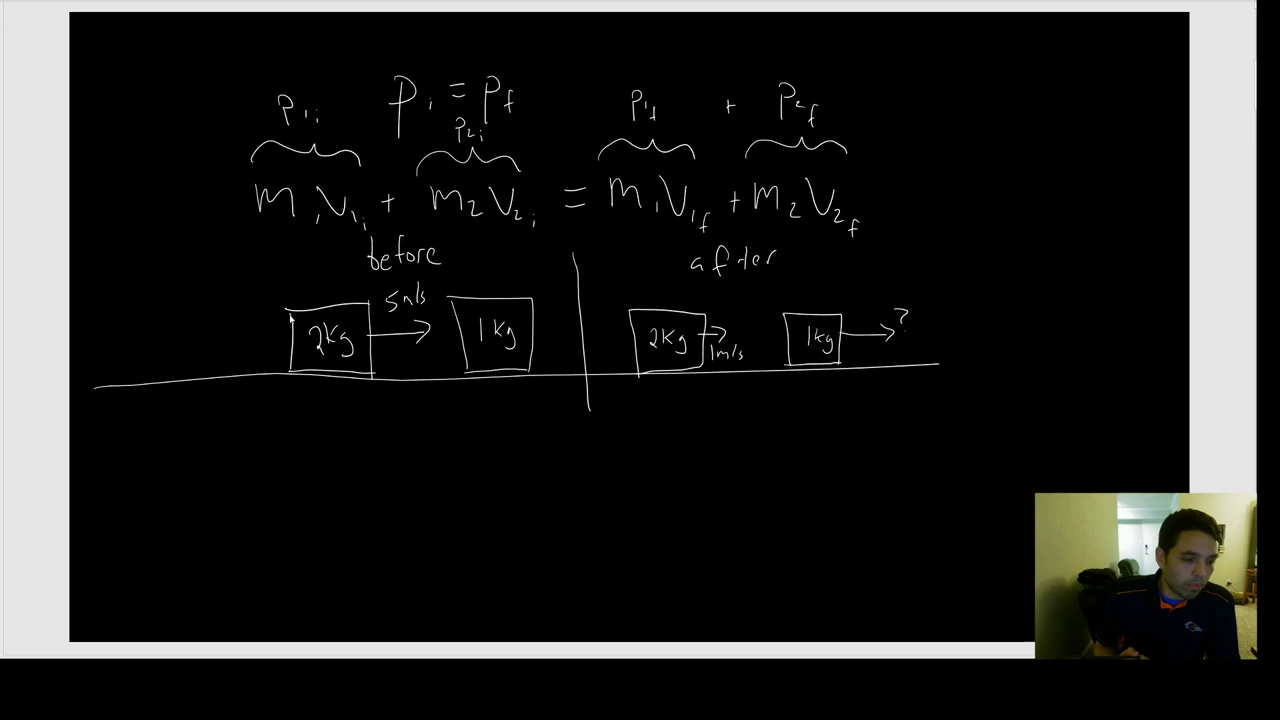 P1i Pi = Pf P1f + P2f
P2i
m1V1i + m2V2i = m1V1f + m2V2f
before after
5m/s
2kg 1kg 2kg 1m/s 1kg ?